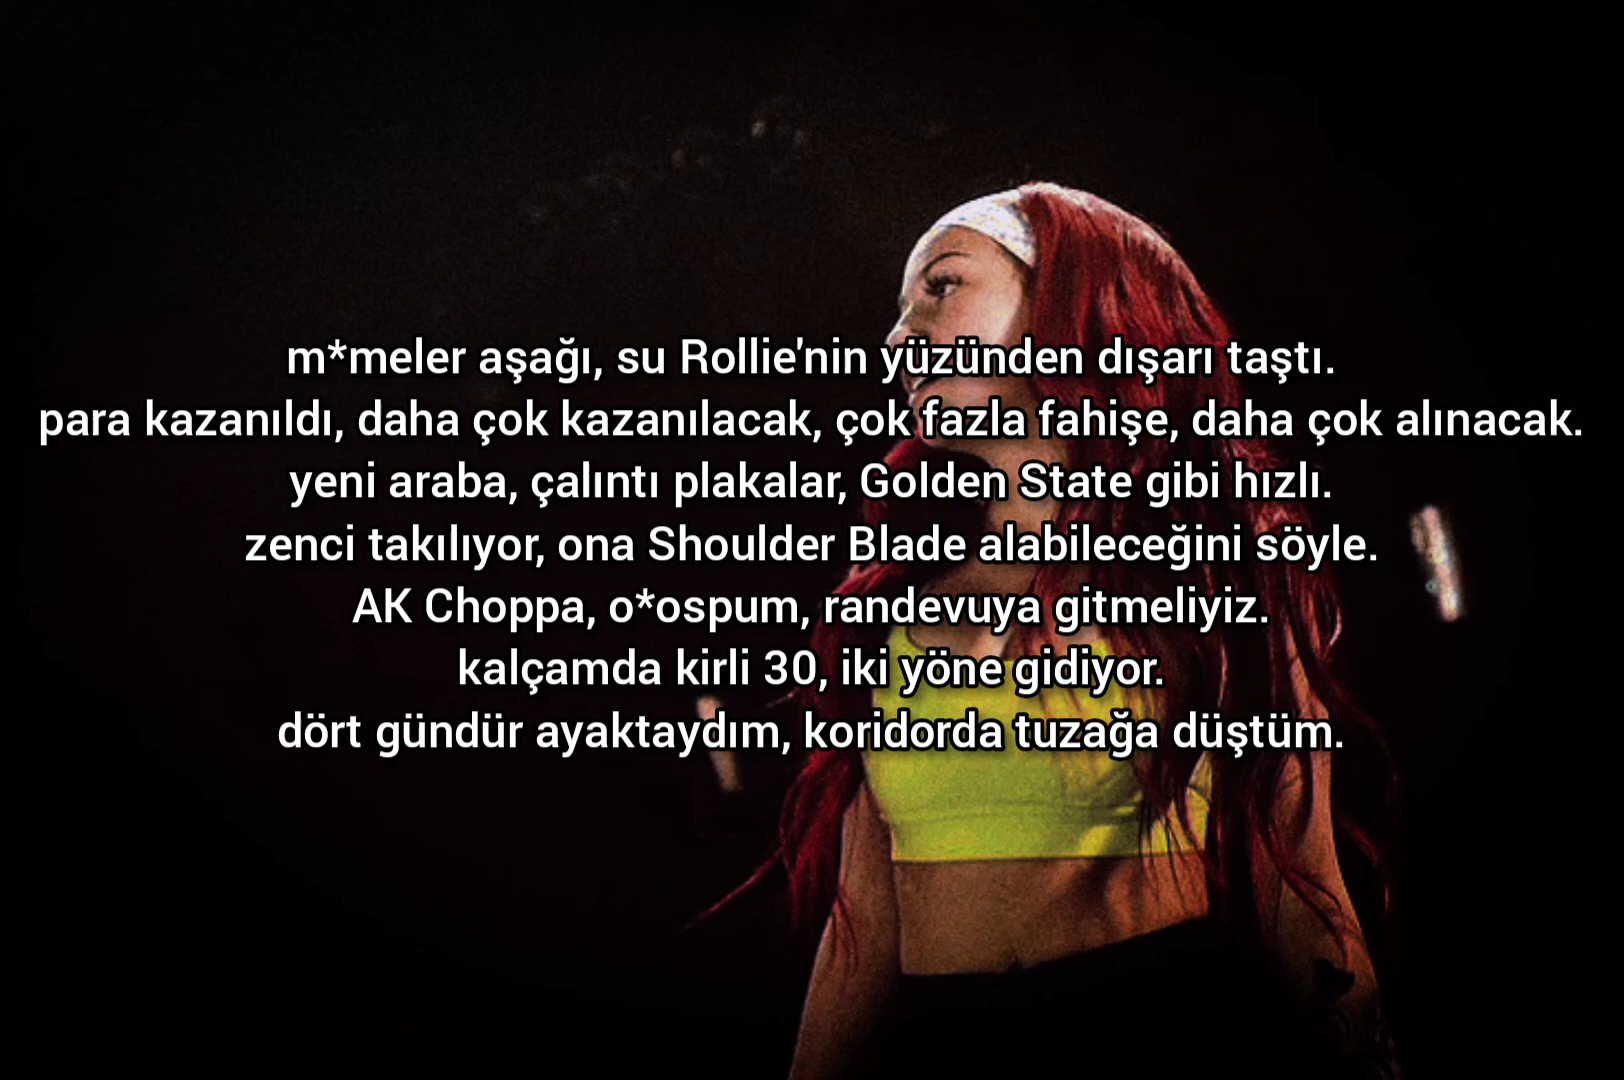 m*meler aşağı, su Rollie'nin yüzünden dışarı taştı.
para kazanıldı, daha çok kazanılacak, çok fazla fahişe, daha çok alınacak.
yeni araba, çalıntı plakalar, Golden State gibi hızlı.
zenci takılıyor, ona Shoulder Blade alabileceğini söyle.
AK Choppa, o*ospum, randevuya gitmeliyiz.
kalçamda kirli 30, iki yöne gidiyor.
dört gündür ayaktaydım, koridorda tuzağa düştüm.